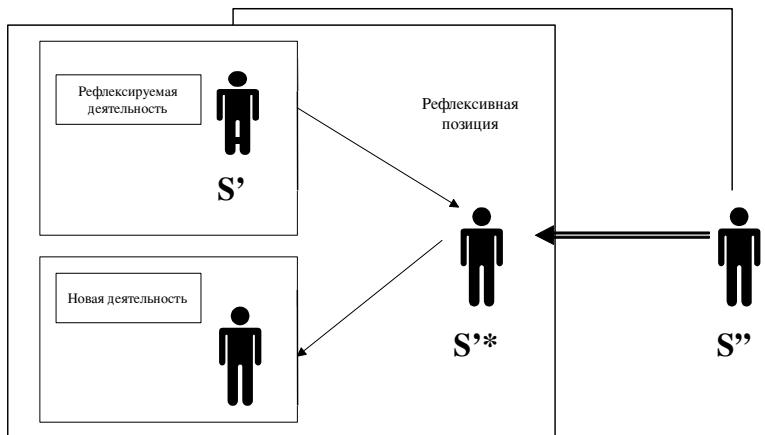 Рефлексируемая
деятельность
S’
Рефлексивная
позиция
Новая деятельность
S’*
S’’